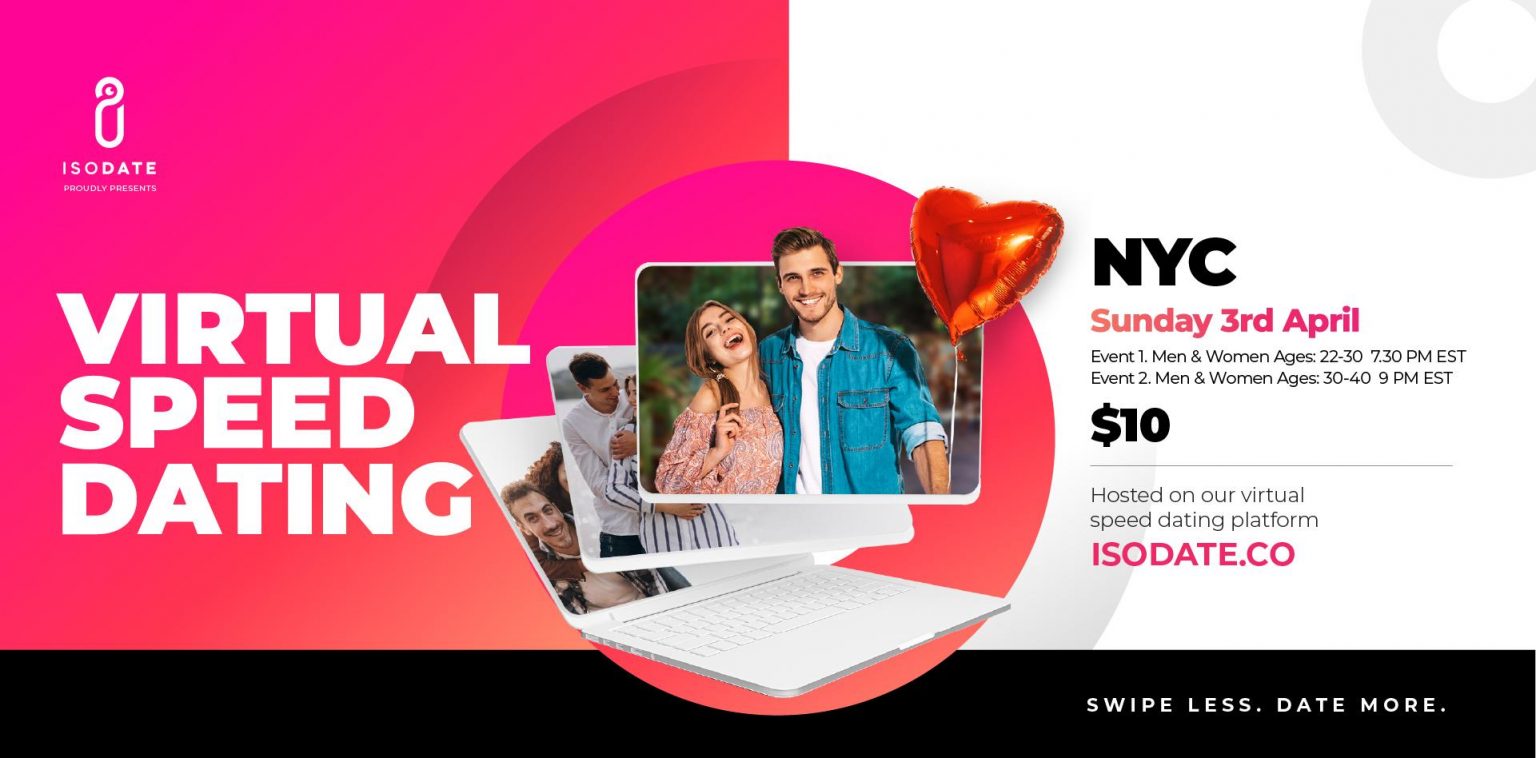 ISODATE
PROUDLY PRESENTS
VIRTUAL
SPEED
DATING
NYC
Sunday 3rd April
Event 1. Men & Women Ages: 22-30 7.30 PM EST
Event 2. Men & Women Ages: 30-40 9 PM EST
$10
Hosted on our virtual
speed dating platform
ISODATE.CO
SWIPE LESS. DATE MORE.